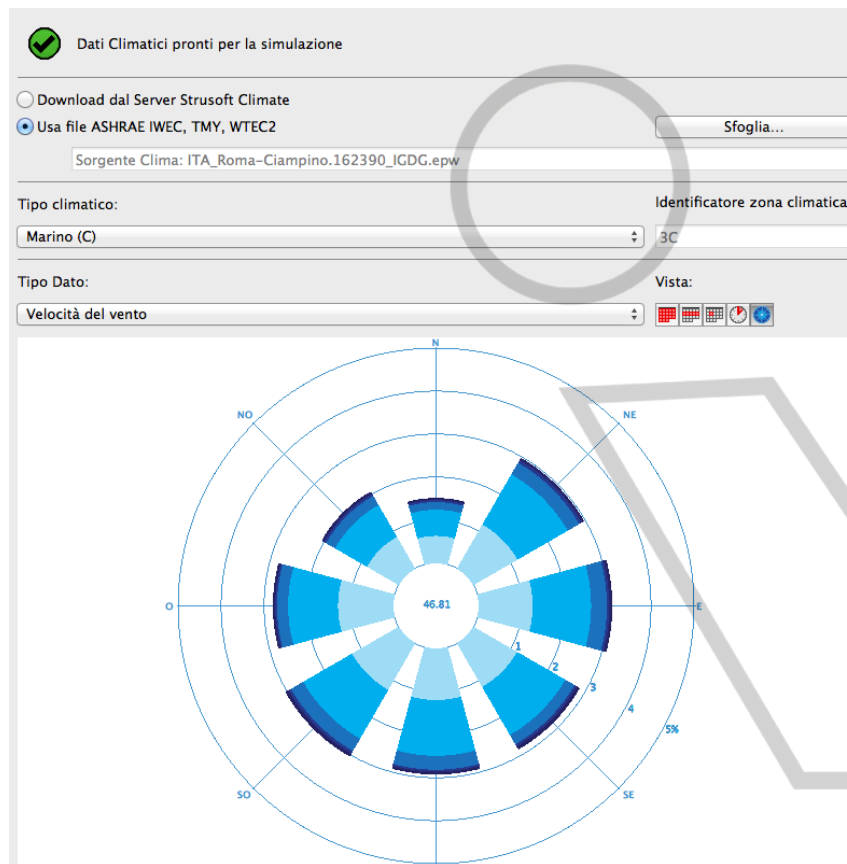 Dati Climatici pronti per la simulazione
Download dal Server Strusoft Climate
Usa file ASHRAE IWEC, TMY, WTEC2
Sfoglia...
Sorgente Clima: ITA_Roma-Ciampino.162390_IGDG.epw
Tipo climatico:
Identificatore zona climatica
Marino (C)
3C
Tipo Dato:
Vista:
Velocità del vento
N
NO
NE
O
46.81
E
1
2
3
4
5%
SO
SE